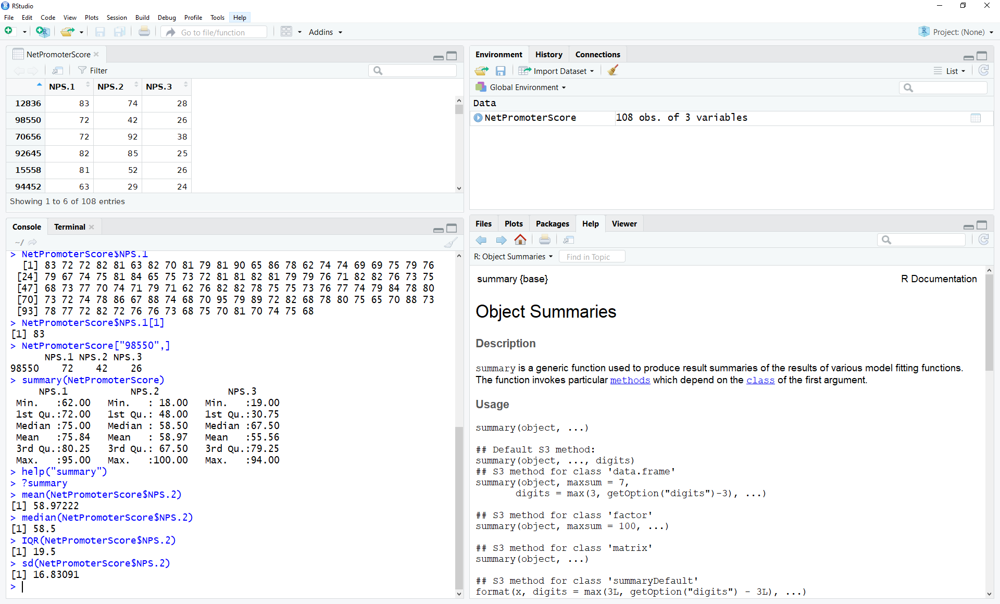 RStudio
File Edit Code View Plots Session Build Debug Profile Tools Help
Go to file/function Addins Project: (None)
NetPromoterScore
Filter
NPS.1 NPS.2 NPS.3
12836 83 74 28
98550 72 42 26
70656 72 92 38
92645 82 85 25
15558 81 52 26
94452 63 29 24
Showing 1 to 6 of 108 entries
Console Terminal
~/
> NetPromoterScore$NPS.1
[1] 83 72 72 82 81 63 82 70 81 79 81 90 65 86 78 62 74 74 69 69 75 79 76
[24] 79 67 74 75 81 84 65 75 73 72 81 81 82 81 79 79 76 71 82 82 76 73 75
[47] 68 73 77 70 74 71 79 71 62 76 82 82 78 75 75 73 76 77 74 79 84 78 80
[70] 73 72 74 78 86 67 88 74 68 70 95 79 89 72 82 68 78 80 75 65 70 88 73
[93] 78 77 72 82 72 76 76 73 68 75 70 81 70 74 75 68
> NetPromoterScore$NPS.1[1]
[1] 83
> NetPromoterScore["98550",]
NPS.1 NPS.2 NPS.3
98550 72 42 26
> summary(NetPromoterScore)
NPS.1 NPS.2 NPS.3
Min. :62.00 Min. : 18.00 Min. :19.00
1st Qu.:72.00 1st Qu.: 48.00 1st Qu.:30.75
Median :75.00 Median : 58.50 Median :67.50
Mean :75.84 Mean : 58.97 Mean :55.56
3rd Qu.:80.25 3rd Qu.: 67.50 3rd Qu.:79.25
Max. :95.00 Max. :100.00 Max. :94.00
> help("summary")
> ?summary
> mean(NetPromoterScore$NPS.2)
[1] 58.97222
> median(NetPromoterScore$NPS.2)
[1] 58.5
> IQR(NetPromoterScore$NPS.2)
[1] 19.5
> sd(NetPromoterScore$NPS.2)
[1] 16.83091
>
Environment History Connections
Import Dataset List
Global Environment
Data
NetPromoterScore 108 obs. of 3 variables
Files Plots Packages Help Viewer
R: Object Summaries Find in Topic
summary {base} R Documentation
Object Summaries
Description
summary is a generic function used to produce result summaries of the results of various model fitting functions.
The function invokes particular methods which depend on the class of the first argument.
Usage
summary(object, ...)
## Default S3 method:
summary(object, ..., digits)
## S3 method for class 'data.frame'
summary(object, maxsum = 7,
digits = max(3, getOption("digits")-3), ...)
## S3 method for class 'factor'
summary(object, maxsum = 100, ...)
## S3 method for class 'matrix'
summary(object, ...)
## S3 method for class 'summaryDefault'
format(x, digits = max(3L, getOption("digits") - 3L), ...)